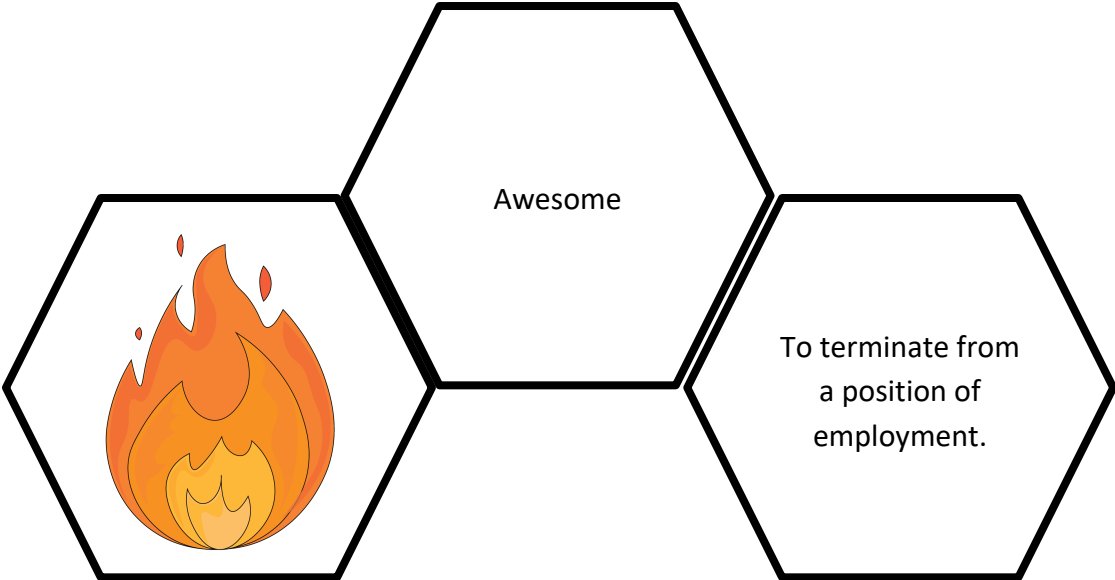 Awesome
To terminate from
a position of
employment.